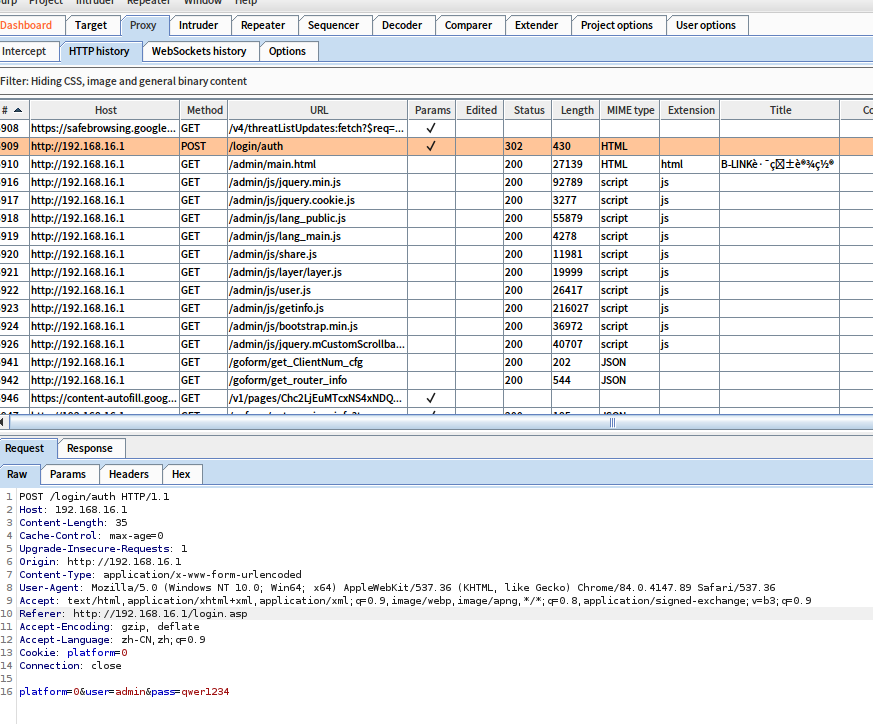 urp Project Intruder Repeater Window Help
Dashboard Target Proxy Intruder Repeater Sequencer Decoder Comparer Extender Project options User options
Intercept HTTP history WebSockets history Options
Filter: Hiding CSS, image and general binary content
# Host Method URL Params Edited Status Length MIME type Extension Title Co
908 https://safebrowsing.google... GET /v4/threatListUpdates:fetch?$req=... ✓
909 http://192.168.16.1 POST /login/auth ✓ 302 430 HTML
910 http://192.168.16.1 GET /admin/main.html 200 27139 HTML html B-LINK
916 http://192.168.16.1 GET /admin/js/jquery.min.js 200 92789 script js
917 http://192.168.16.1 GET /admin/js/jquery.cookie.js 200 3277 script js
918 http://192.168.16.1 GET /admin/js/lang_public.js 200 55879 script js
919 http://192.168.16.1 GET /admin/js/lang_main.js 200 4278 script js
920 http://192.168.16.1 GET /admin/js/share.js 200 11981 script js
921 http://192.168.16.1 GET /admin/js/layer/layer.js 200 19999 script js
922 http://192.168.16.1 GET /admin/js/user.js 200 26417 script js
923 http://192.168.16.1 GET /admin/js/getinfo.js 200 216027 script js
924 http://192.168.16.1 GET /admin/js/bootstrap.min.js 200 36972 script js
926 http://192.168.16.1 GET /admin/js/jquery.mCustomScrollba... 200 40707 script js
941 http://192.168.16.1 GET /goform/get_ClientNum_cfg 200 202 JSON
942 http://192.168.16.1 GET /goform/get_router_info 200 544 JSON
946 https://content-autofill.goog... GET /v1/pages/Chc2LjEuMTcxNS4xNDQ... ✓
Request Response
Raw Params Headers Hex
1 POST /login/auth HTTP/1.1
2 Host: 192.168.16.1
3 Content-Length: 35
4 Cache-Control: max-age=0
5 Upgrade-Insecure-Requests: 1
6 Origin: http://192.168.16.1
7 Content-Type: application/x-www-form-urlencoded
8 User-Agent: Mozilla/5.0 (Windows NT 10.0; Win64; x64) AppleWebKit/537.36 (KHTML, like Gecko) Chrome/84.0.4147.89 Safari/537.36
9 Accept: text/html,application/xhtml+xml,application/xml;q=0.9,image/webp,image/apng,*/*;q=0.8,application/signed-exchange;v=b3;q=0.9
10 Referer: http://192.168.16.1/login.asp
11 Accept-Encoding: gzip, deflate
12 Accept-Language: zh-CN,zh;q=0.9
13 Cookie: platform=0
14 Connection: close
15
16 platform=0&user=admin&pass=qwer1234